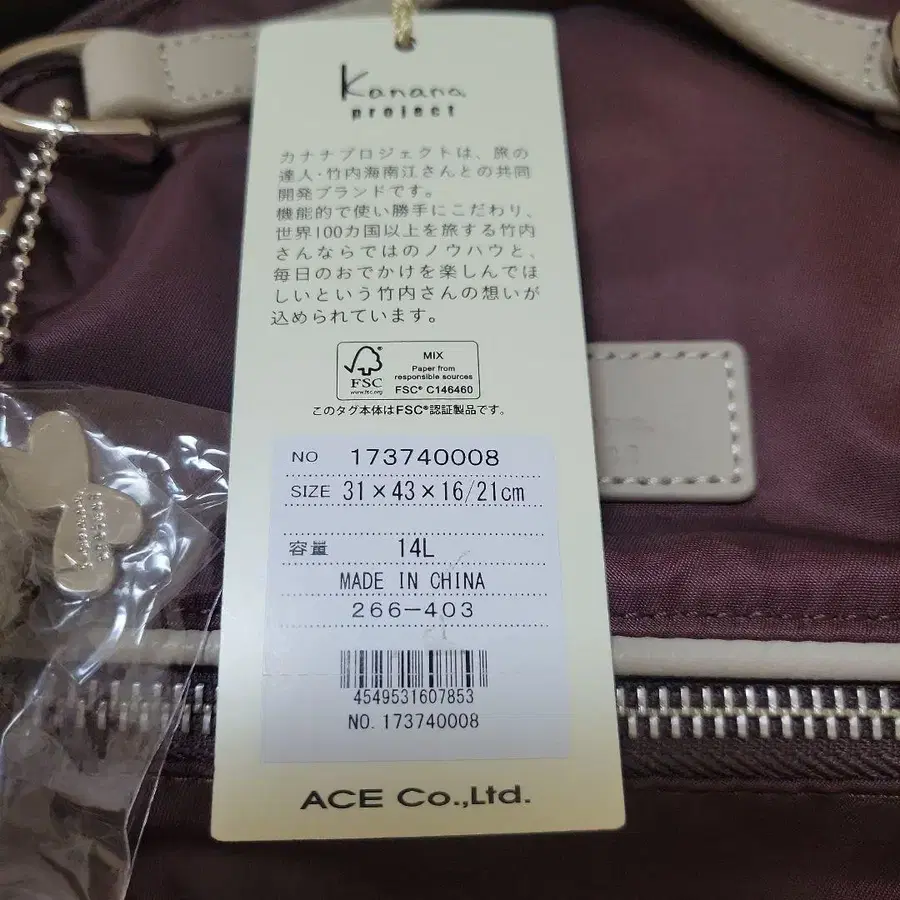 Kanana
project
カナナプロジェクトは、旅の
達人・竹内海南江さんとの共同
開発ブランドです。
機能的で使い勝手にこだわり、
世界100カ国以上を旅する竹内
さんならではのノウハウと、
毎日のおでかけを楽しんでほ
しいという竹内さんの想いが
込められています。
FSC
www.fsc.org
MIX
Paper from
responsible sources
FSC® C146460
このタグ本体はFSC®認証製品です。
NO 173740008
SIZE 31×43×16/21cm
容量 14L
MADE IN CHINA
266-403
4549531607853
NO. 173740008
ACE Co.,Ltd.
Kanana
project